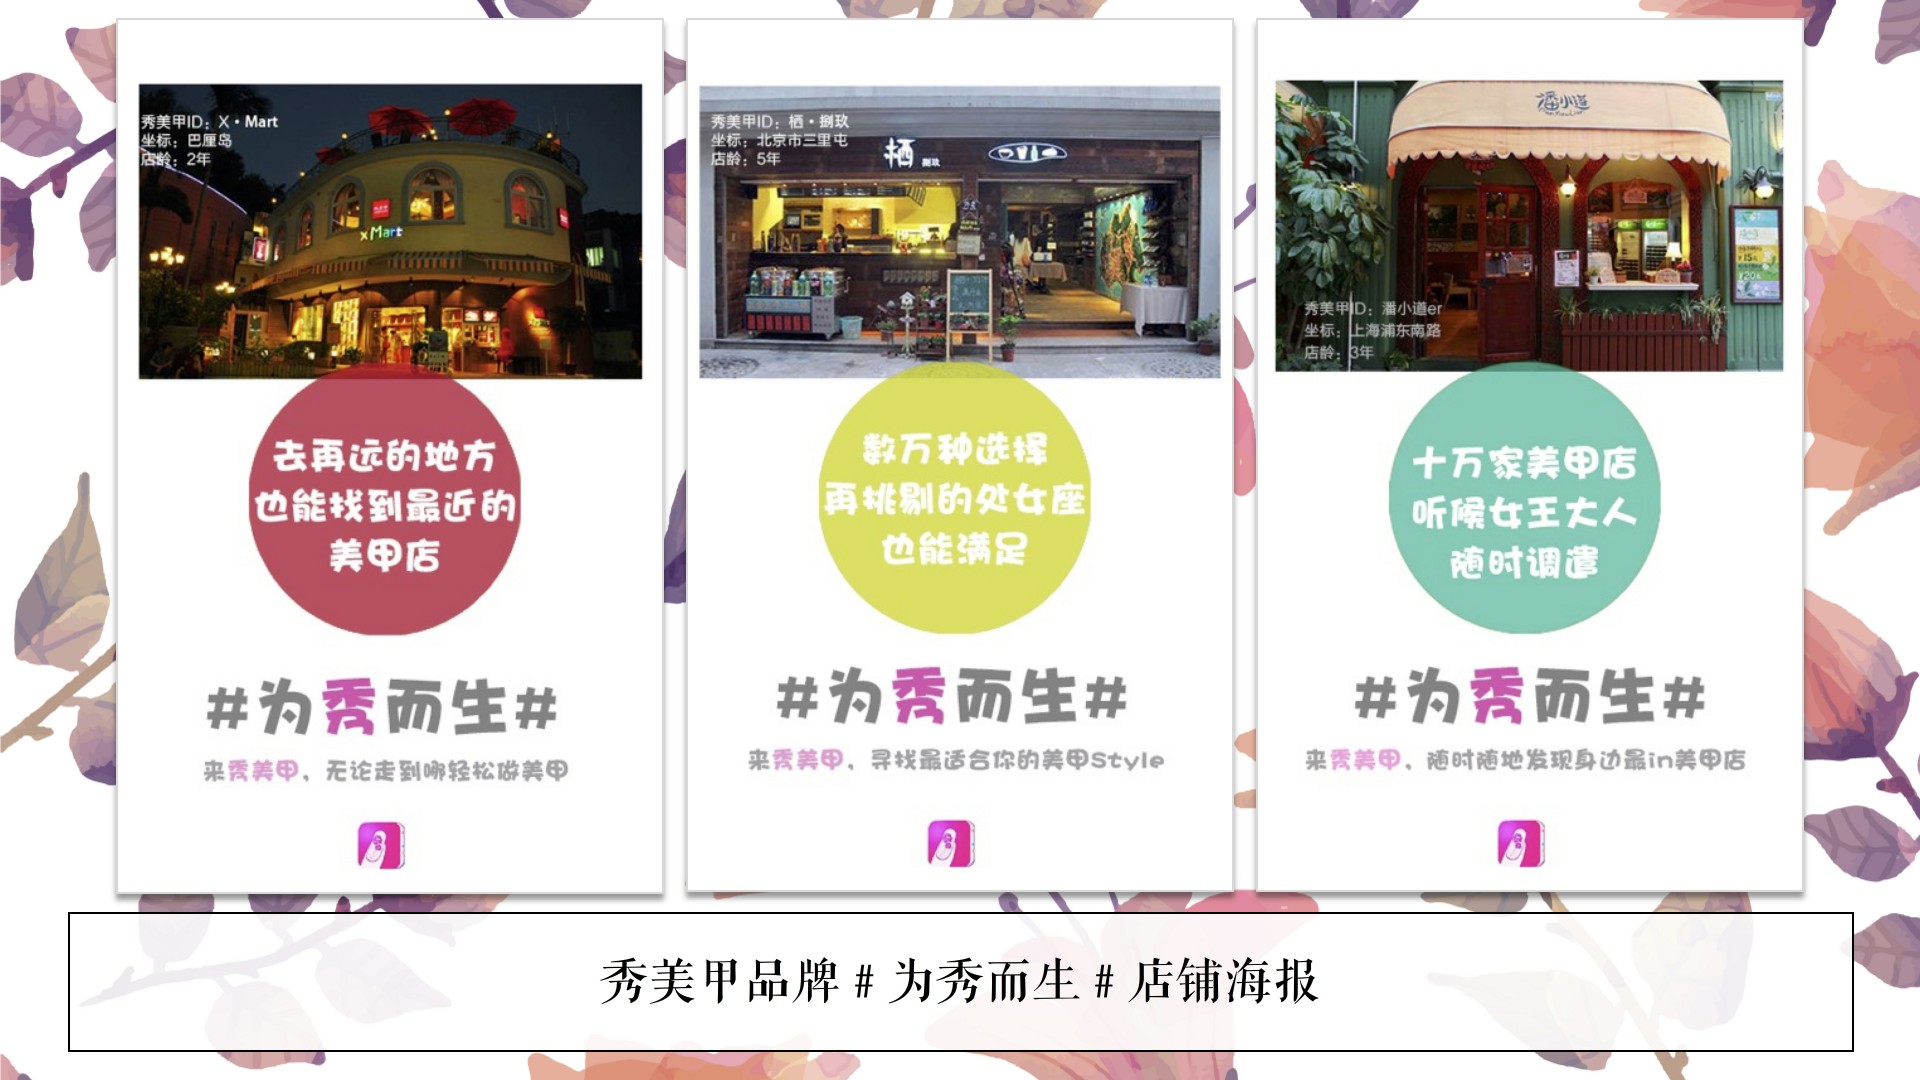 秀美甲ID：X·Mart
坐标：巴厘岛
店龄：2年
xMart
去再远的地方
也能找到最近的
美甲店
#为秀而生#
来秀美甲，无论走到哪轻松做美甲
秀美甲ID：栖·捌玖
坐标：北京市三里屯
店龄：5年
栖 捌玖
数万种选择
再挑剔的处女座
也能满足
#为秀而生#
来秀美甲，寻找最适合你的美甲Style
潘小道
秀美甲ID：潘小道er
坐标：上海浦东南路
店龄：3年
十万家美甲店
听候女王大人
随时调遣
#为秀而生#
来秀美甲，随时随地发现身边最in美甲店
秀美甲品牌 # 为秀而生 # 店铺海报